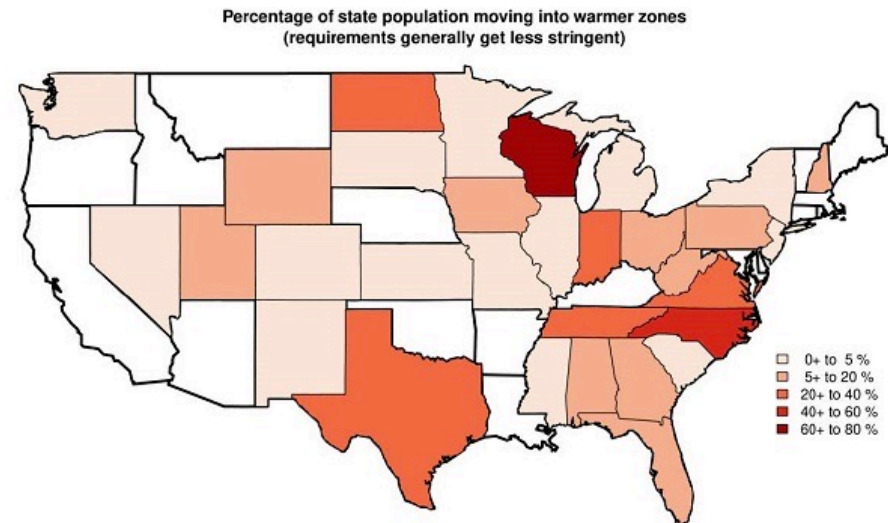 Percentage of state population moving into warmer zones
(requirements generally get less stringent)
0+ to 5 %
5+ to 20 %
20+ to 40 %
40+ to 60 %
60+ to 80 %